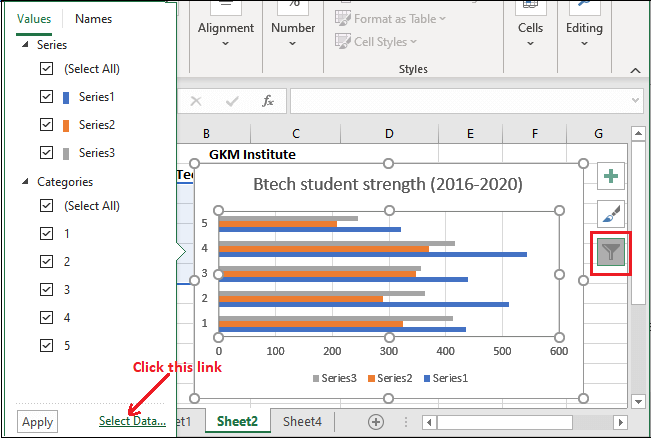 Values Names
Series
(Select All)
Series1
Series2
Series3
Categories
(Select All)
1
2
3
4
5
Click this link
Apply Select Data...
Alignment
Number
Format as Table
Cell Styles
Styles
Cells
Editing
fx
B C D E F G
GKM Institute
Tec
Btech student strength (2016-2020)
5
4
3
2
1
0 100 200 300 400 500 600
Series3 Series2 Series1
et1 Sheet2 Sheet4